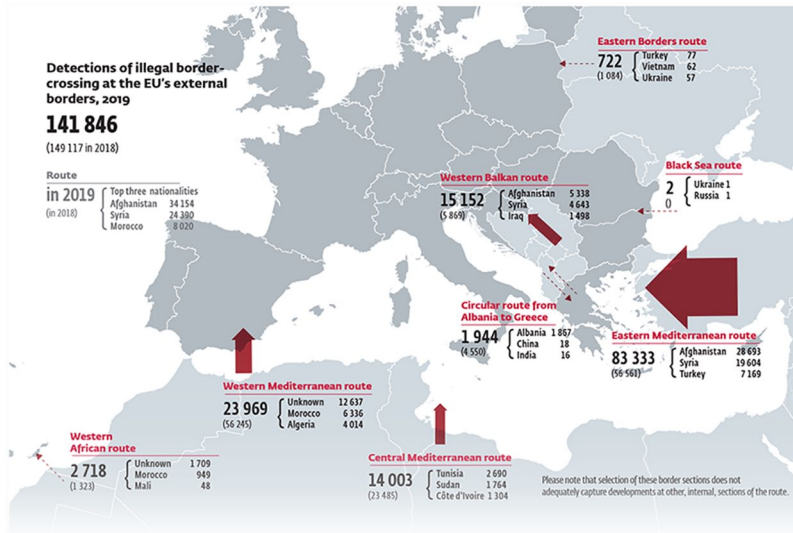 Detections of illegal border-
crossing at the EU's external
borders, 2019
141 846
(149 117 in 2018)
Route
in 2019
(in 2018)
Top three nationalities
Afghanistan 34 154
Syria 24 390
Morocco 8 020
Eastern Borders route
722
(1 084)
Turkey 77
Vietnam 62
Ukraine 57
Black Sea route
2
0
Ukraine 1
Russia 1
Western Balkan route
15 152
(5 869)
Afghanistan 5 338
Syria 4 643
Iraq 1 498
Circular route from
Albania to Greece
1 944
(4 550)
Albania 1 867
China 18
India 16
Eastern Mediterranean route
83 333
(56 561)
Afghanistan 28 693
Syria 19 604
Turkey 7 169
Western Mediterranean route
23 969
(56 245)
Unknown 12 637
Morocco 6 336
Algeria 4 014
Western
African route
2 718
(1 323)
Unknown 1 709
Morocco 949
Mali 48
Central Mediterranean route
14 003
(23 485)
Tunisia 2 690
Sudan 1 764
Côte d'Ivoire 1 304
Please note that selection of these border sections does not
adequately capture developments at other, internal, sections of the route.